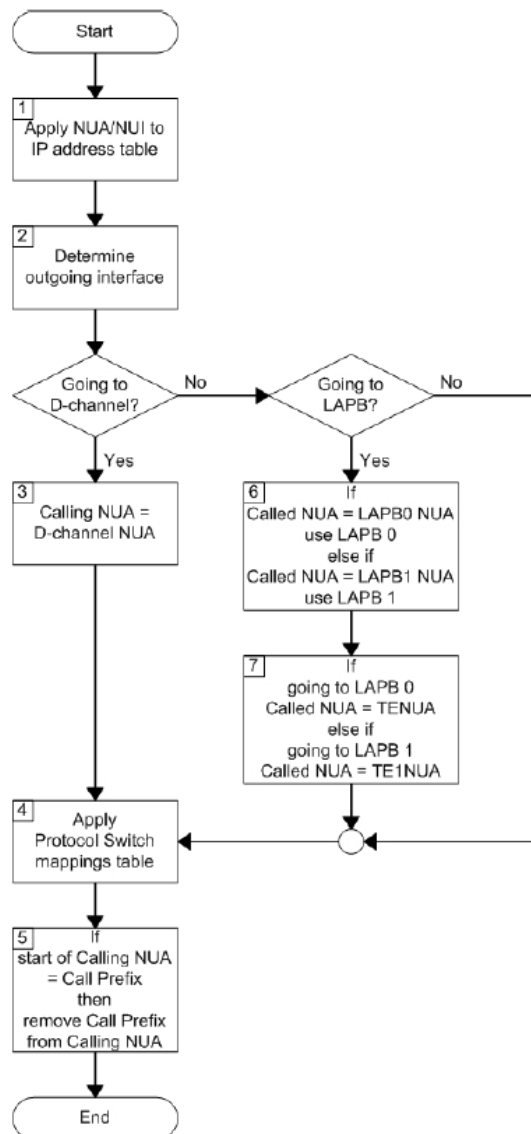 Start
1
Apply NUA/NUI to
IP address table
2
Determine
outgoing interface
Going to
D-channel?
No
Going to
LAPB?
No
Yes
Yes
3
Calling NUA =
D-channel NUA
6
If
Called NUA = LAPB0 NUA
use LAPB 0
else if
Called NUA = LAPB1 NUA
use LAPB 1
7
If
going to LAPB 0
Called NUA = TENUA
else if
going to LAPB 1
Called NUA = TE1NUA
4
Apply
Protocol Switch
mappings table
5
If
start of Calling NUA
= Call Prefix
then
remove Call Prefix
from Calling NUA
End